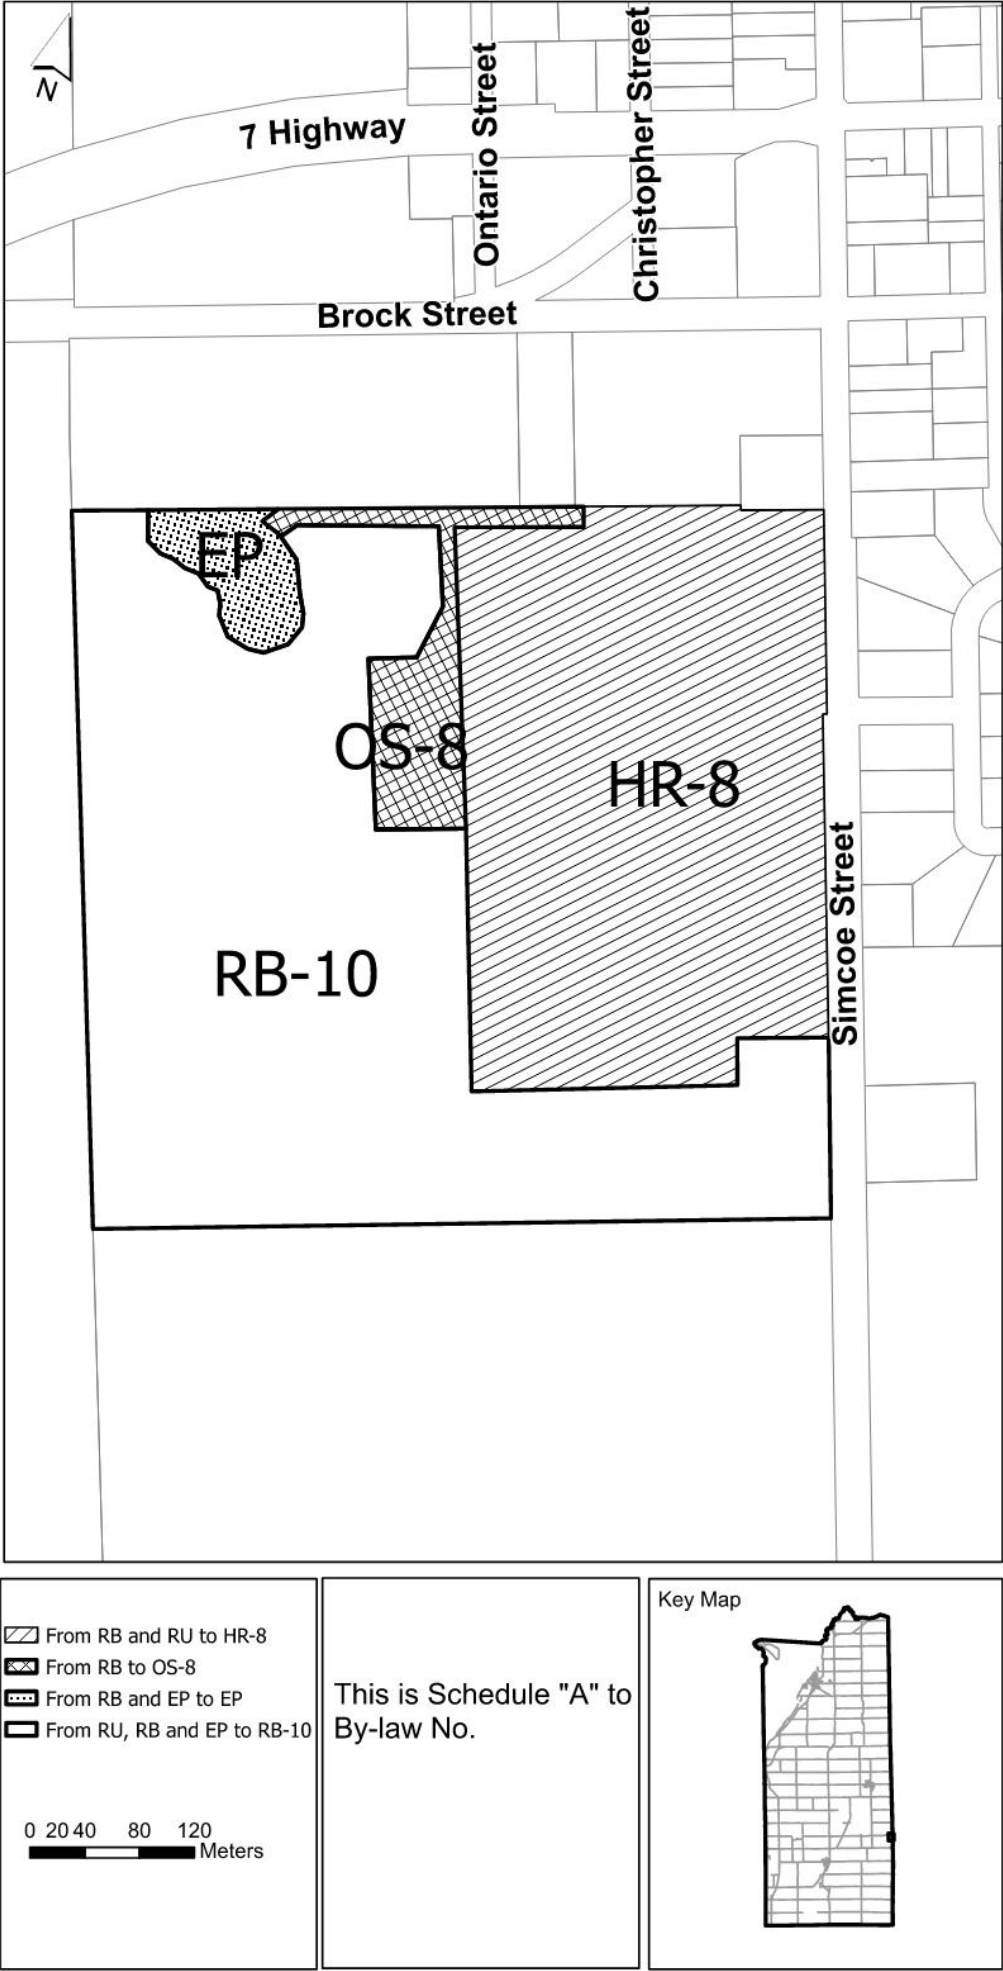 N
7 Highway
Ontario Street
Christopher Street
Brock Street
EP
OS-8
HR-8
RB-10
Simcoe Street
From RB and RU to HR-8
From RB to OS-8
From RB and EP to EP
From RU, RB and EP to RB-10
0 20 40 80 120
Meters
This is Schedule "A" to
By-law No.
Key Map